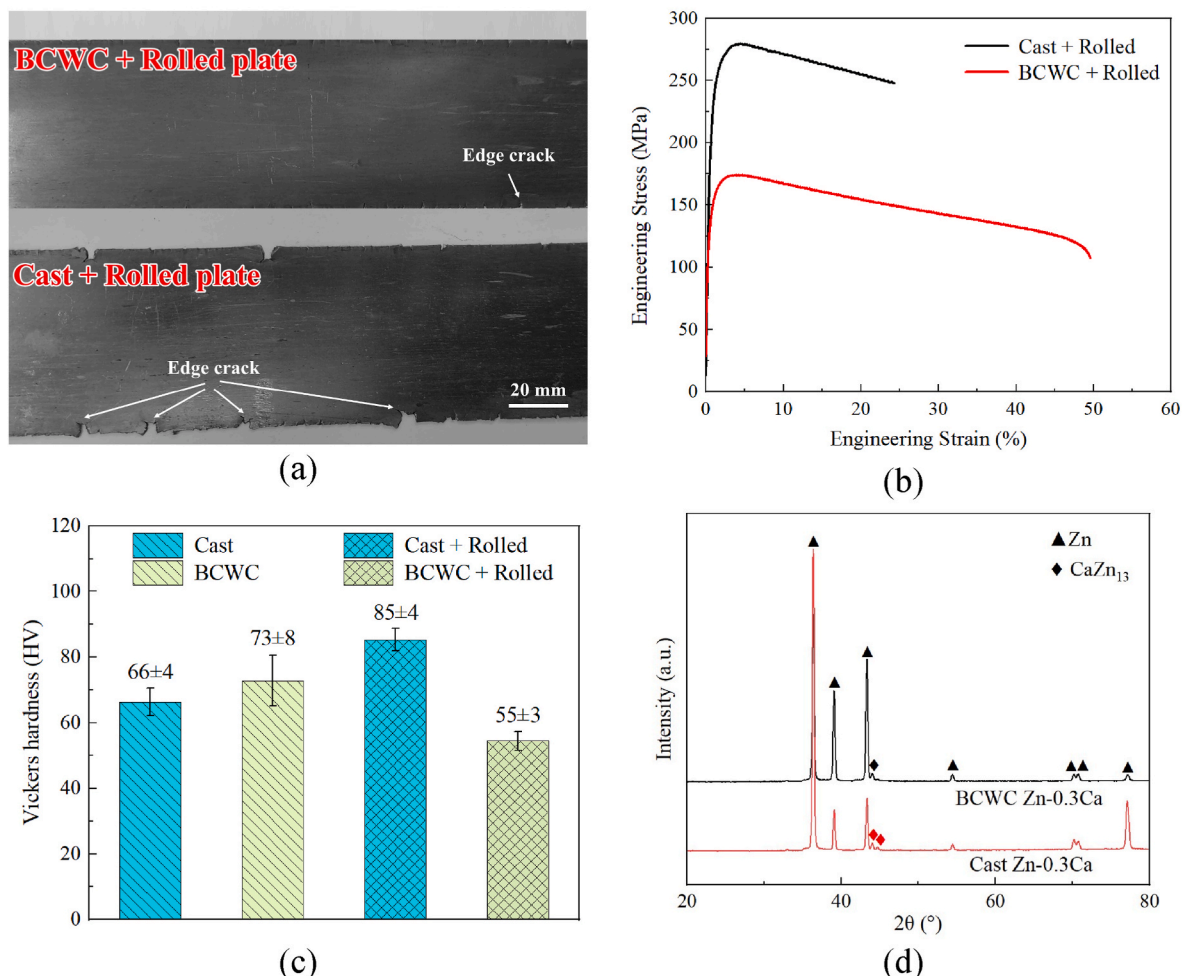 BCWC + Rolled plate
Edge crack
Cast + Rolled plate
Edge crack
20 mm
(a)
300
250
200
150
100
50
0
Engineering Stress (MPa)
Cast + Rolled
BCWC + Rolled
0 10 20 30 40 50 60
Engineering Strain (%)
(b)
120
100
80
60
40
20
0
Vickers hardness (HV)
Cast
Cast + Rolled
BCWC
BCWC + Rolled
66±4
73±8
85±4
55±3
(c)
Intensity (a.u.)
▲Zn
◆ CaZn₁₃
BCWC Zn-0.3Ca
Cast Zn-0.3Ca
20 40 60 80
2θ (°)
(d)